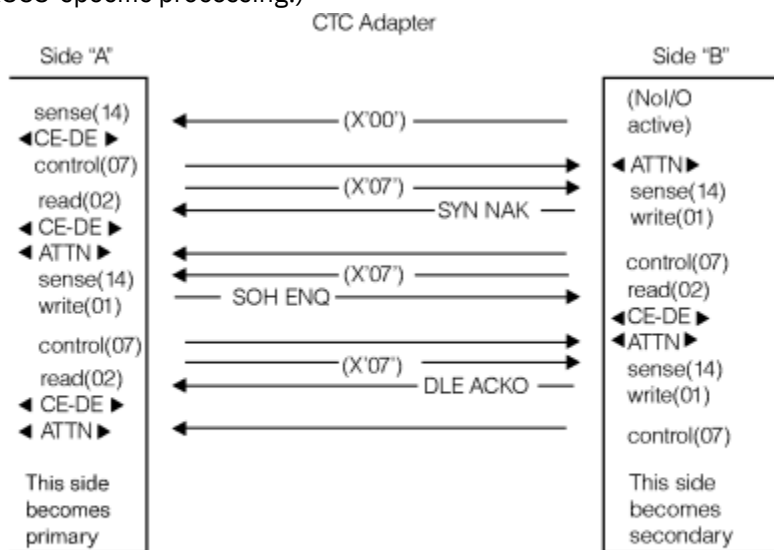 -specific processing.)
CTC Adapter
Side "A"
sense(14)
◄CE-DE ►
control(07)
read(02)
◄ CE-DE ►
◄ ATTN ►
sense(14)
write(01)
control(07)
read(02)
◄ CE-DE ►
◄ ATTN ►
This side
becomes
primary
(X'00')
(X'07')
SYN NAK
(X'07')
SOH ENQ
(X'07')
DLE ACKO
Side "B"
(NoI/O
active)
◄ ATTN►
sense(14)
write(01)
control(07)
read(02)
◄CE-DE ►
◄ATTN►
sense(14)
write(01)
control(07)
This side
becomes
secondary